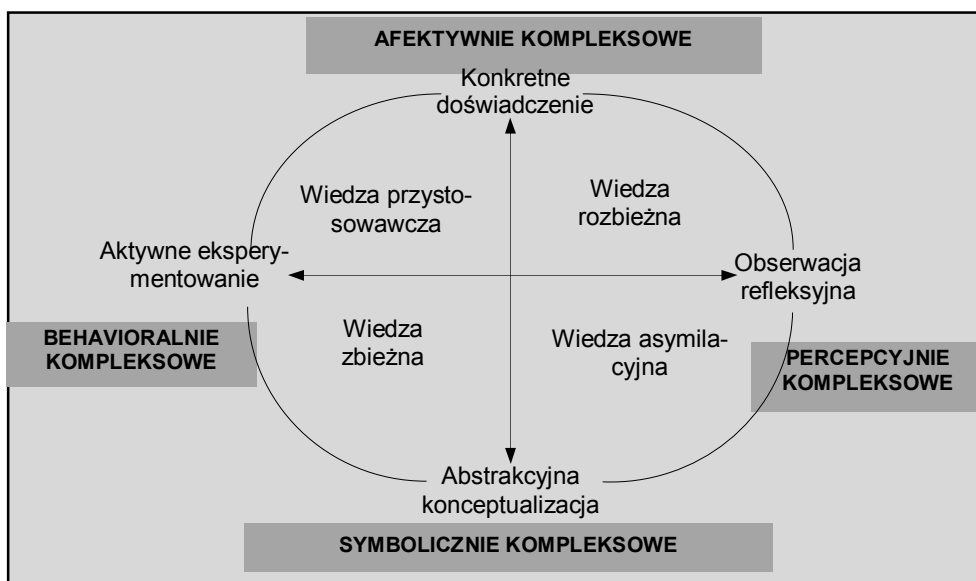 AFEKTYWNIE KOMPLEKSOWE
Konkretne
doświadczenie
Wiedza przysto-
sowawcza
Wiedza
rozbieżna
Aktywne ekspery-
mentowanie
Obserwacja
refleksyjna
BEHAVIORALNIE
KOMPLEKSOWE
Wiedza
zbieżna
Wiedza asymila-
cyjna
PERCEPCYJNIE
KOMPLEKSOWE
Abstrakcyjna
konceptualizacja
SYMBOLICZNIE KOMPLEKSOWE